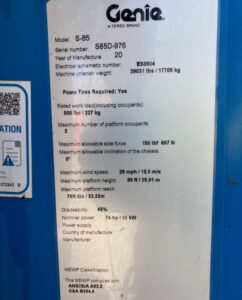 Genie
A TEREX BRAND
Model: S-85
Serial number: S85D-976
Year of Manufacture: 20
Electrical schematic number: ES0504
Machine unladen weight: 39031 lbs / 17705 kg
Foam Tires Required: Yes
Rated work load(including occupants)
500 lbs / 227 kg
Maximum number of platform occupants:
2
Maximum allowable side force: 150 lbf 667 N
Maximum allowable inclination of the chassis:
0°
Maximum wind speed: 28 mph / 12.5 m/s
Maximum platform height: 85 ft / 25.91 m
Maximum platform reach:
76ft 6in / 23.32m
Gradeability: 45%
Nominal power: 74 hp / 55 kW
Power supply:
Country of manufacture:
Manufacturer:
MEWP Classification:
This MEWP complies with:
ANSI/SIA A92.5
CSA B354.4
ATION